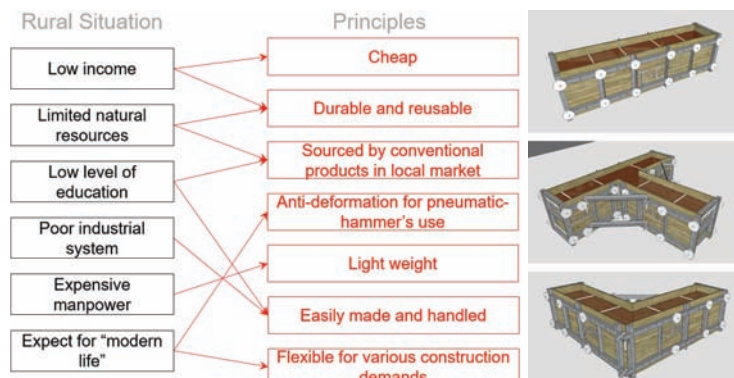 Rural Situation
Principles
Low income
Limited natural
resources
Low level of
education
Poor industrial
system
Expensive
manpower
Expect for “modern
life”
Cheap
Durable and reusable
Sourced by conventional
products in local market
Anti-deformation for pneumatic-
hammer’s use
Light weight
Easily made and handled
Flexible for various construction
demands